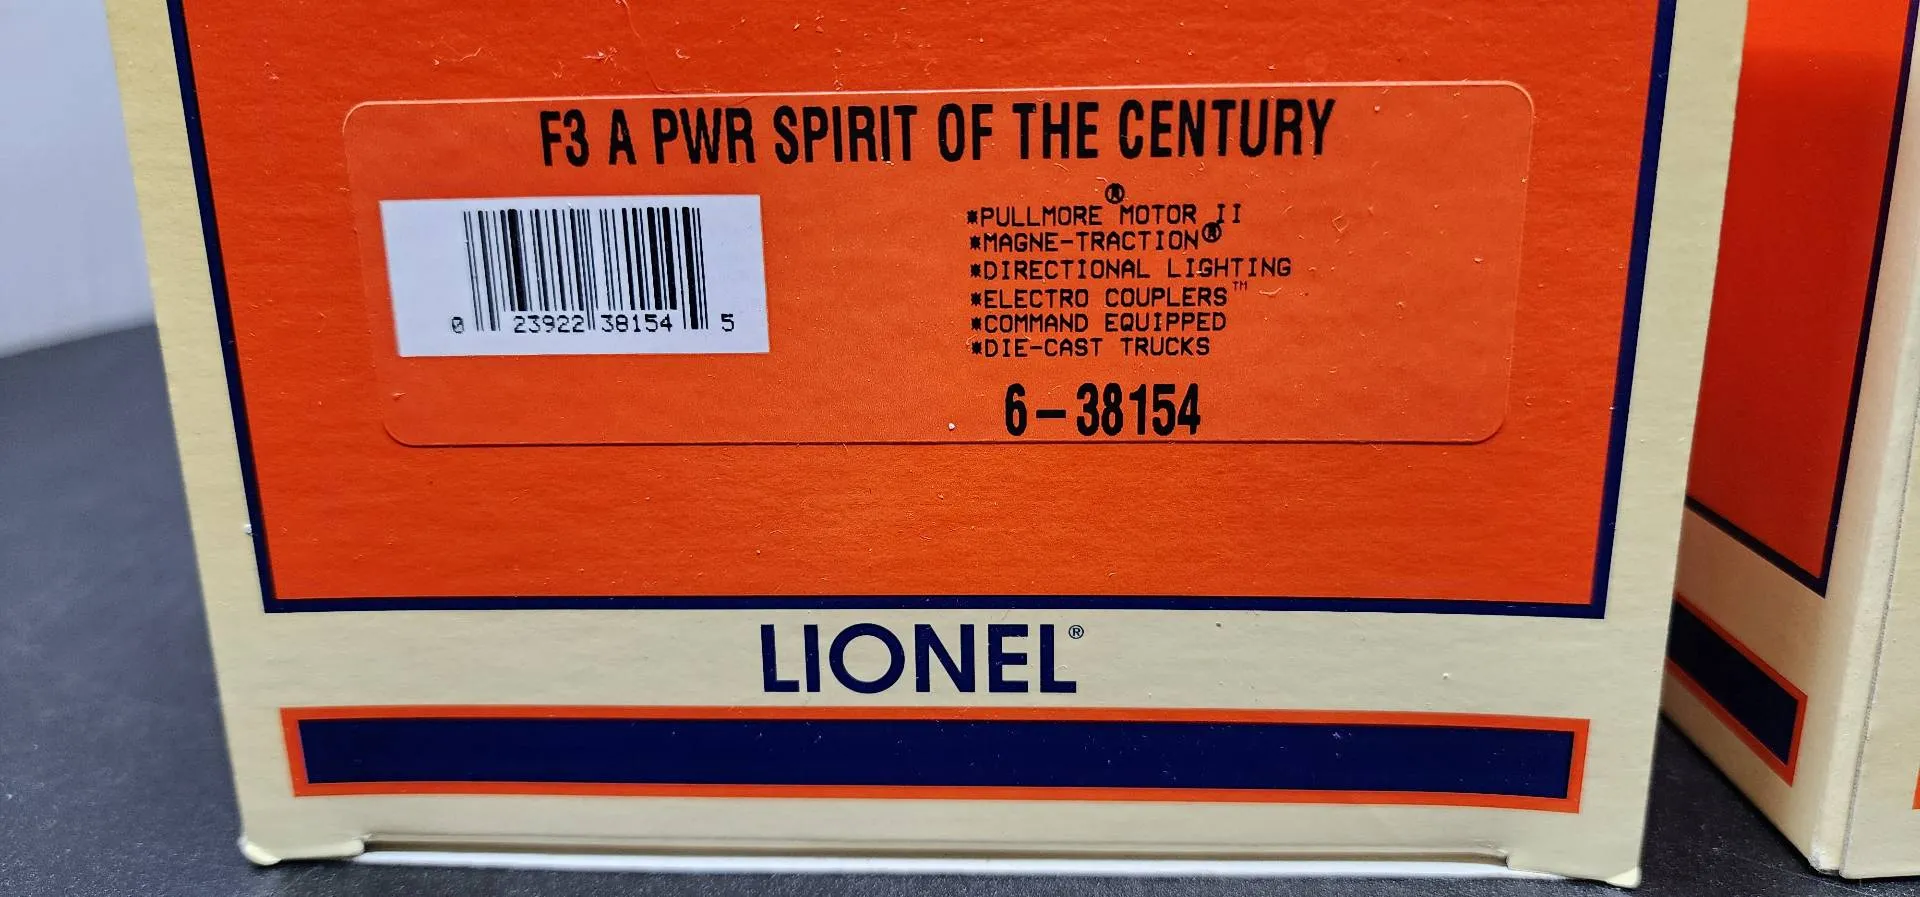 F3 A PWR SPIRIT OF THE CENTURY
*PULLMORE® MOTOR II
*MAGNE-TRACTION®
*DIRECTIONAL LIGHTING
*ELECTRO COUPLERS™
*COMMAND EQUIPPED
*DIE-CAST TRUCKS
0 23922 38154 5
6-38154
LIONEL®